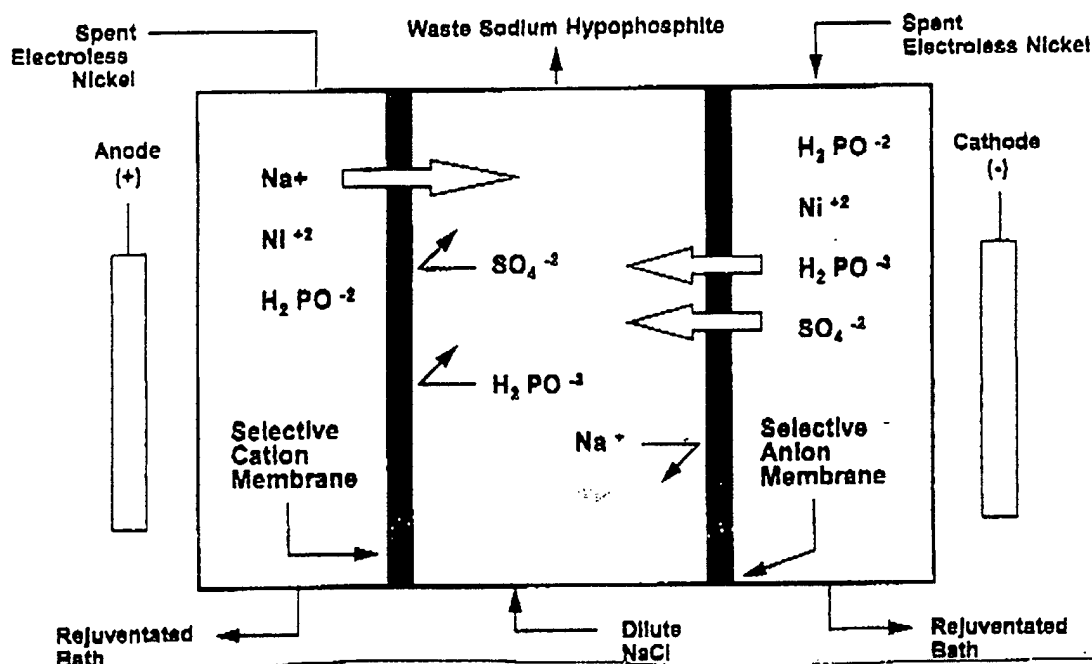 Spent
Electroless
Nickel
Waste Sodium Hypophosphite
Spent
Electroless Nickel
Anode
(+)
Cathode
(-)
Na+
Ni +2
H2 PO -2
SO4 -2
H2 PO -3
Na +
H2 PO -2
Ni +2
H2 PO -3
SO4 -2
Selective
Cation
Membrane
Selective
Anion
Membrane
Rejuventated
Bath
Dilute
NaCl
Rejuventated
Bath